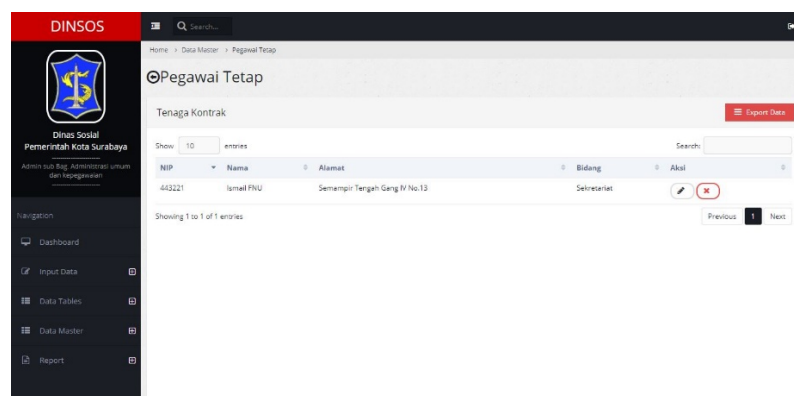 DINSOS
Search...
Home > Data Master > Pegawai Tetap
Pegawai Tetap
Dinas Sosial
Pemerintah Kota Surabaya
Admin sub Bag. Administrasi umum
dan kepegawaian
Navigation
Dashboard
Input Data
Data Tables
Data Master
Report
Tenaga Kontrak
Export Data
Show 10 entries
Search:
NIP Nama Alamat Bidang Aksi
443221 Ismail FNU Semampir Tengah Gang IV No.13 Sekretariat
Showing 1 to 1 of 1 entries
Previous 1 Next